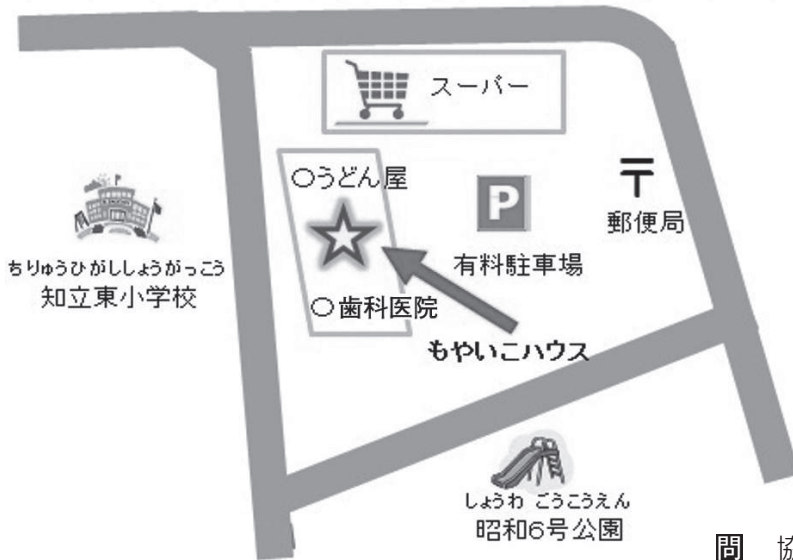 スーパー
〇うどん屋
P
〒
郵便局
有料駐車場
ちりゅうひがししょうがっこう
知立東小学校
〇歯科医院
もやいこハウス
しょうわ ごうこうえん
昭和6号公園
問 協